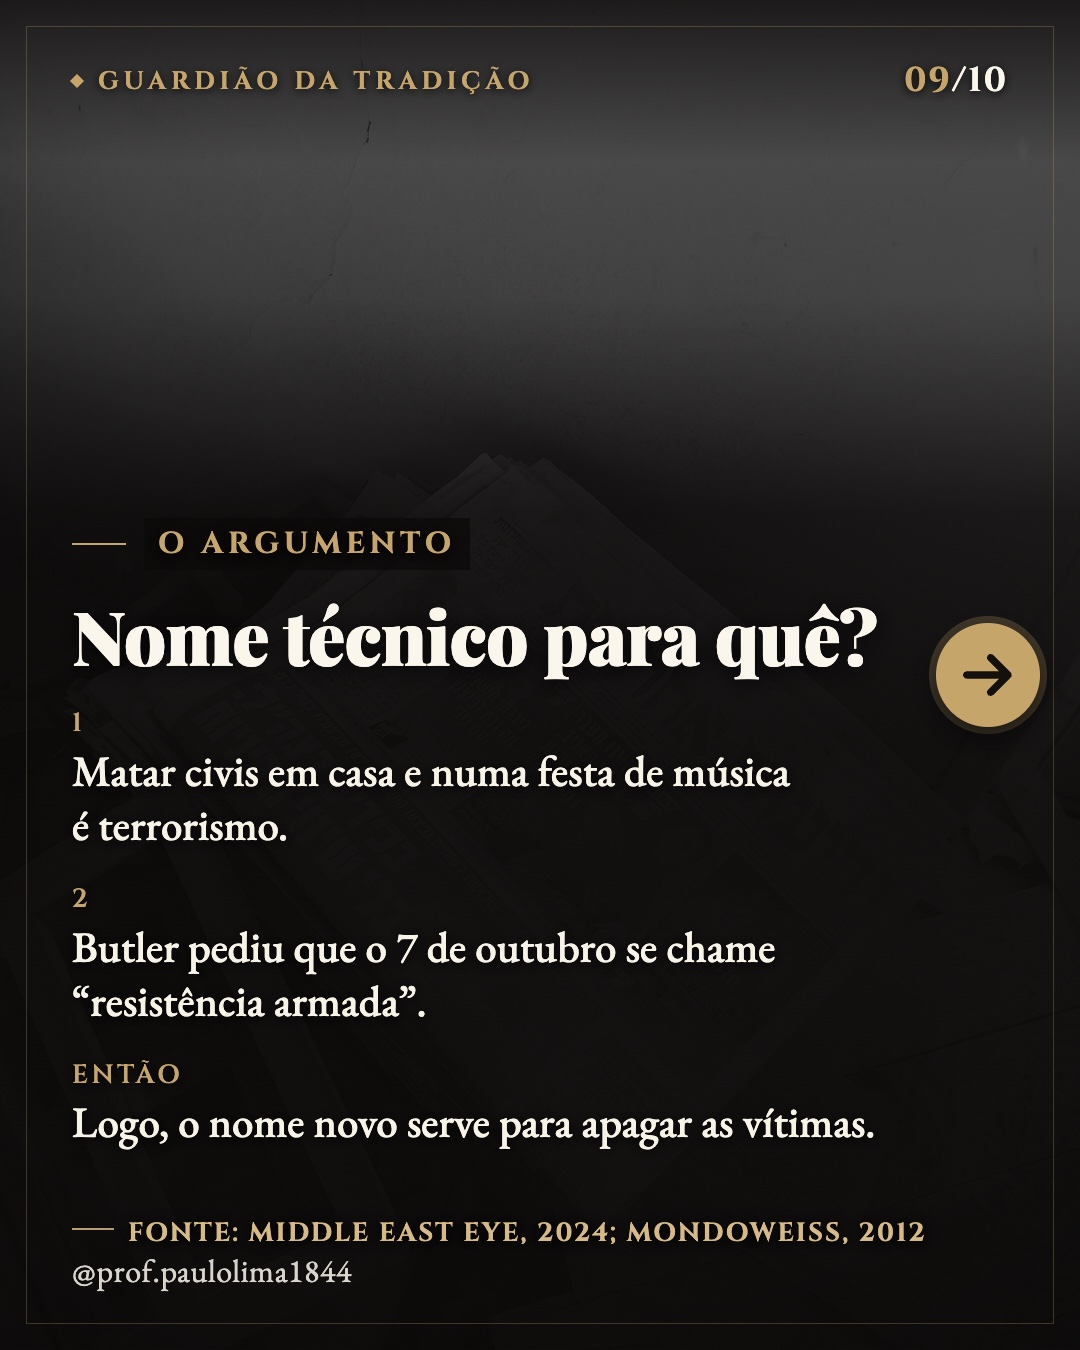 ◆ GUARDIÃO DA TRADIÇÃO
09/10
O ARGUMENTO
Nome técnico para quê?
1
Matar civis em casa e numa festa de música
é terrorismo.
2
Butler pediu que o 7 de outubro se chame
“resistência armada”.
ENTÃO
Logo, o nome novo serve para apagar as vítimas.
FONTE: MIDDLE EAST EYE, 2024; MONDOWEISS, 2012
@prof.paulolima1844